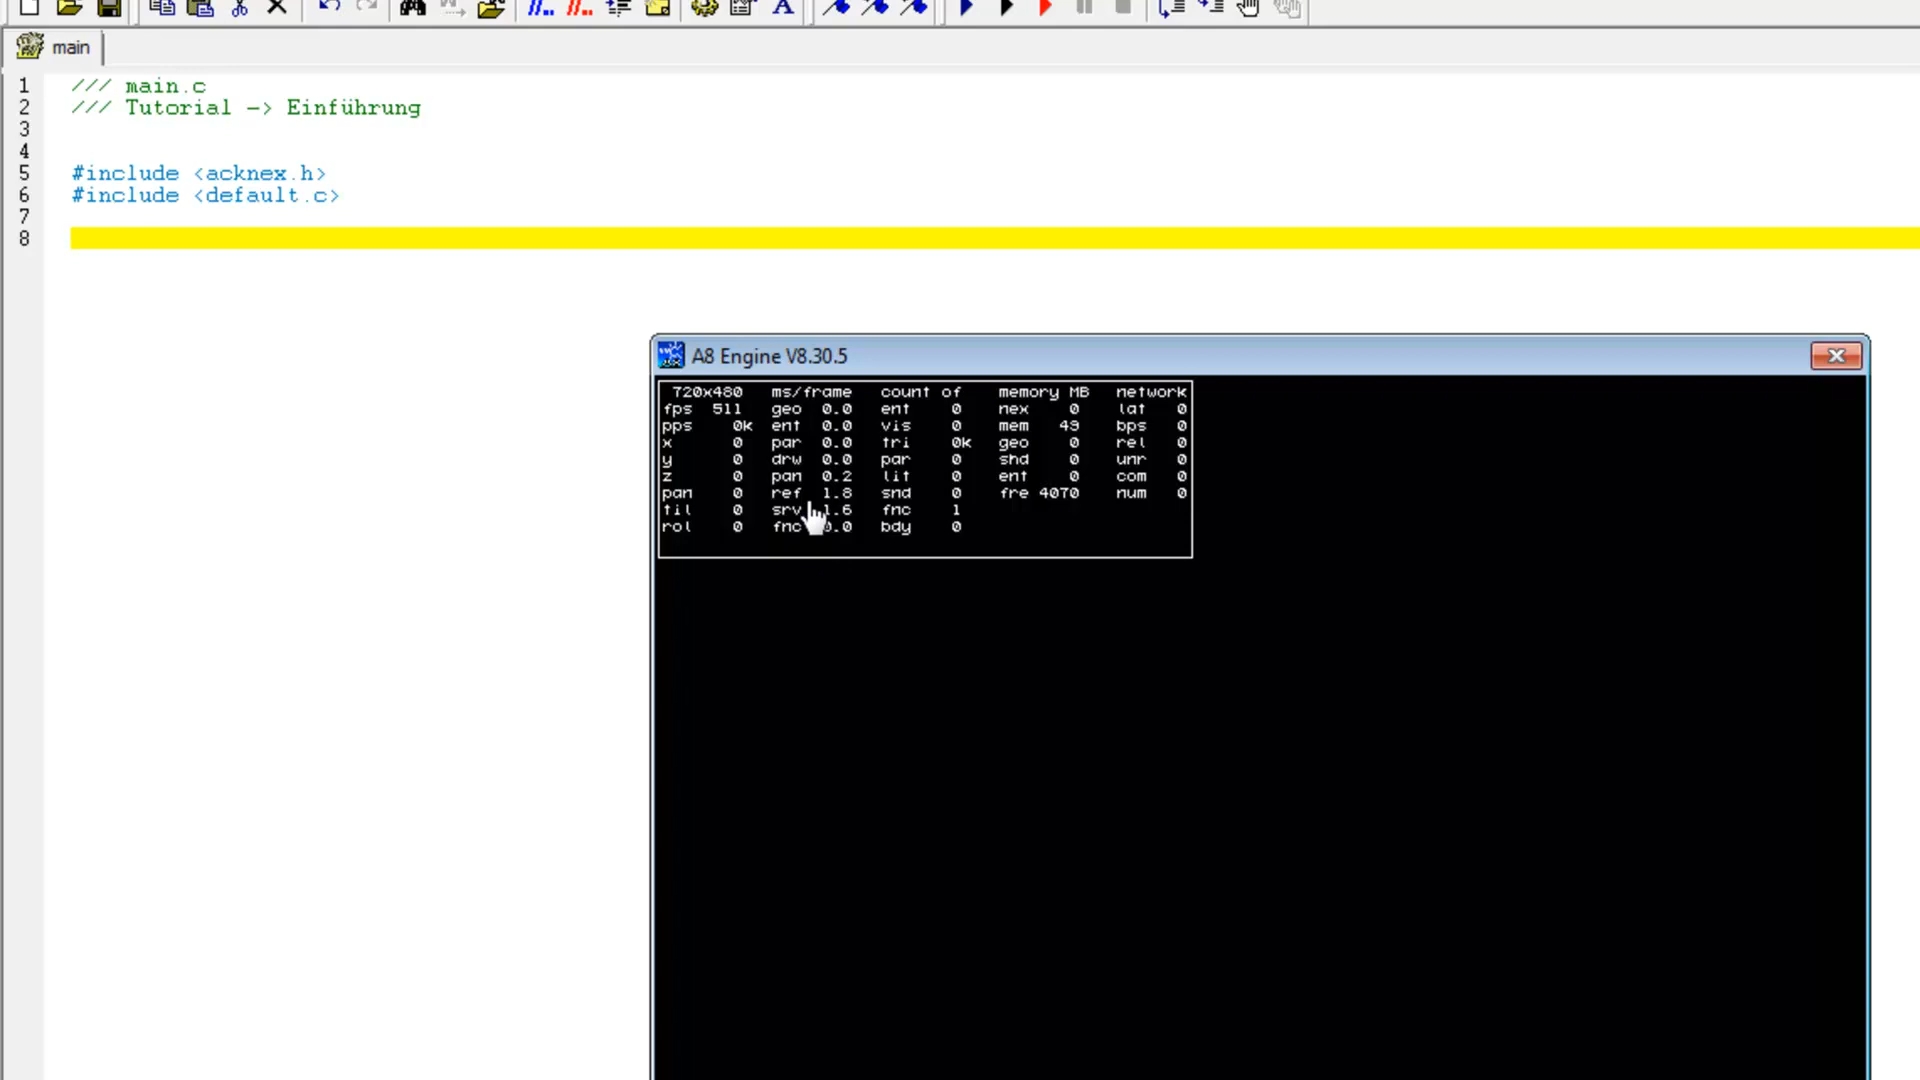 main
1 /// main.c
2 /// Tutorial -> Einführung
3
4
5 #include <acknex.h>
6 #include <default.c>
7
8
A8 Engine V8.30.5
720x480 ms/frame count of memory MB network
fps 511 geo 0.0 ent 0 nex 0 lat 0
pps 0k ent 0.0 vis 0 mem 49 bps 0
x 0 par 0.0 tri 0k geo 0 rel 0
y 0 drw 0.0 par 0 shd 0 unr 0
z 0 pan 0.2 lit 0 ent 0 com 0
pan 0 ref 1.8 snd 0 fre 4070 num 0
til 0 srv 1.6 fnc 1
rol 0 fnc 0.0 bdy 0